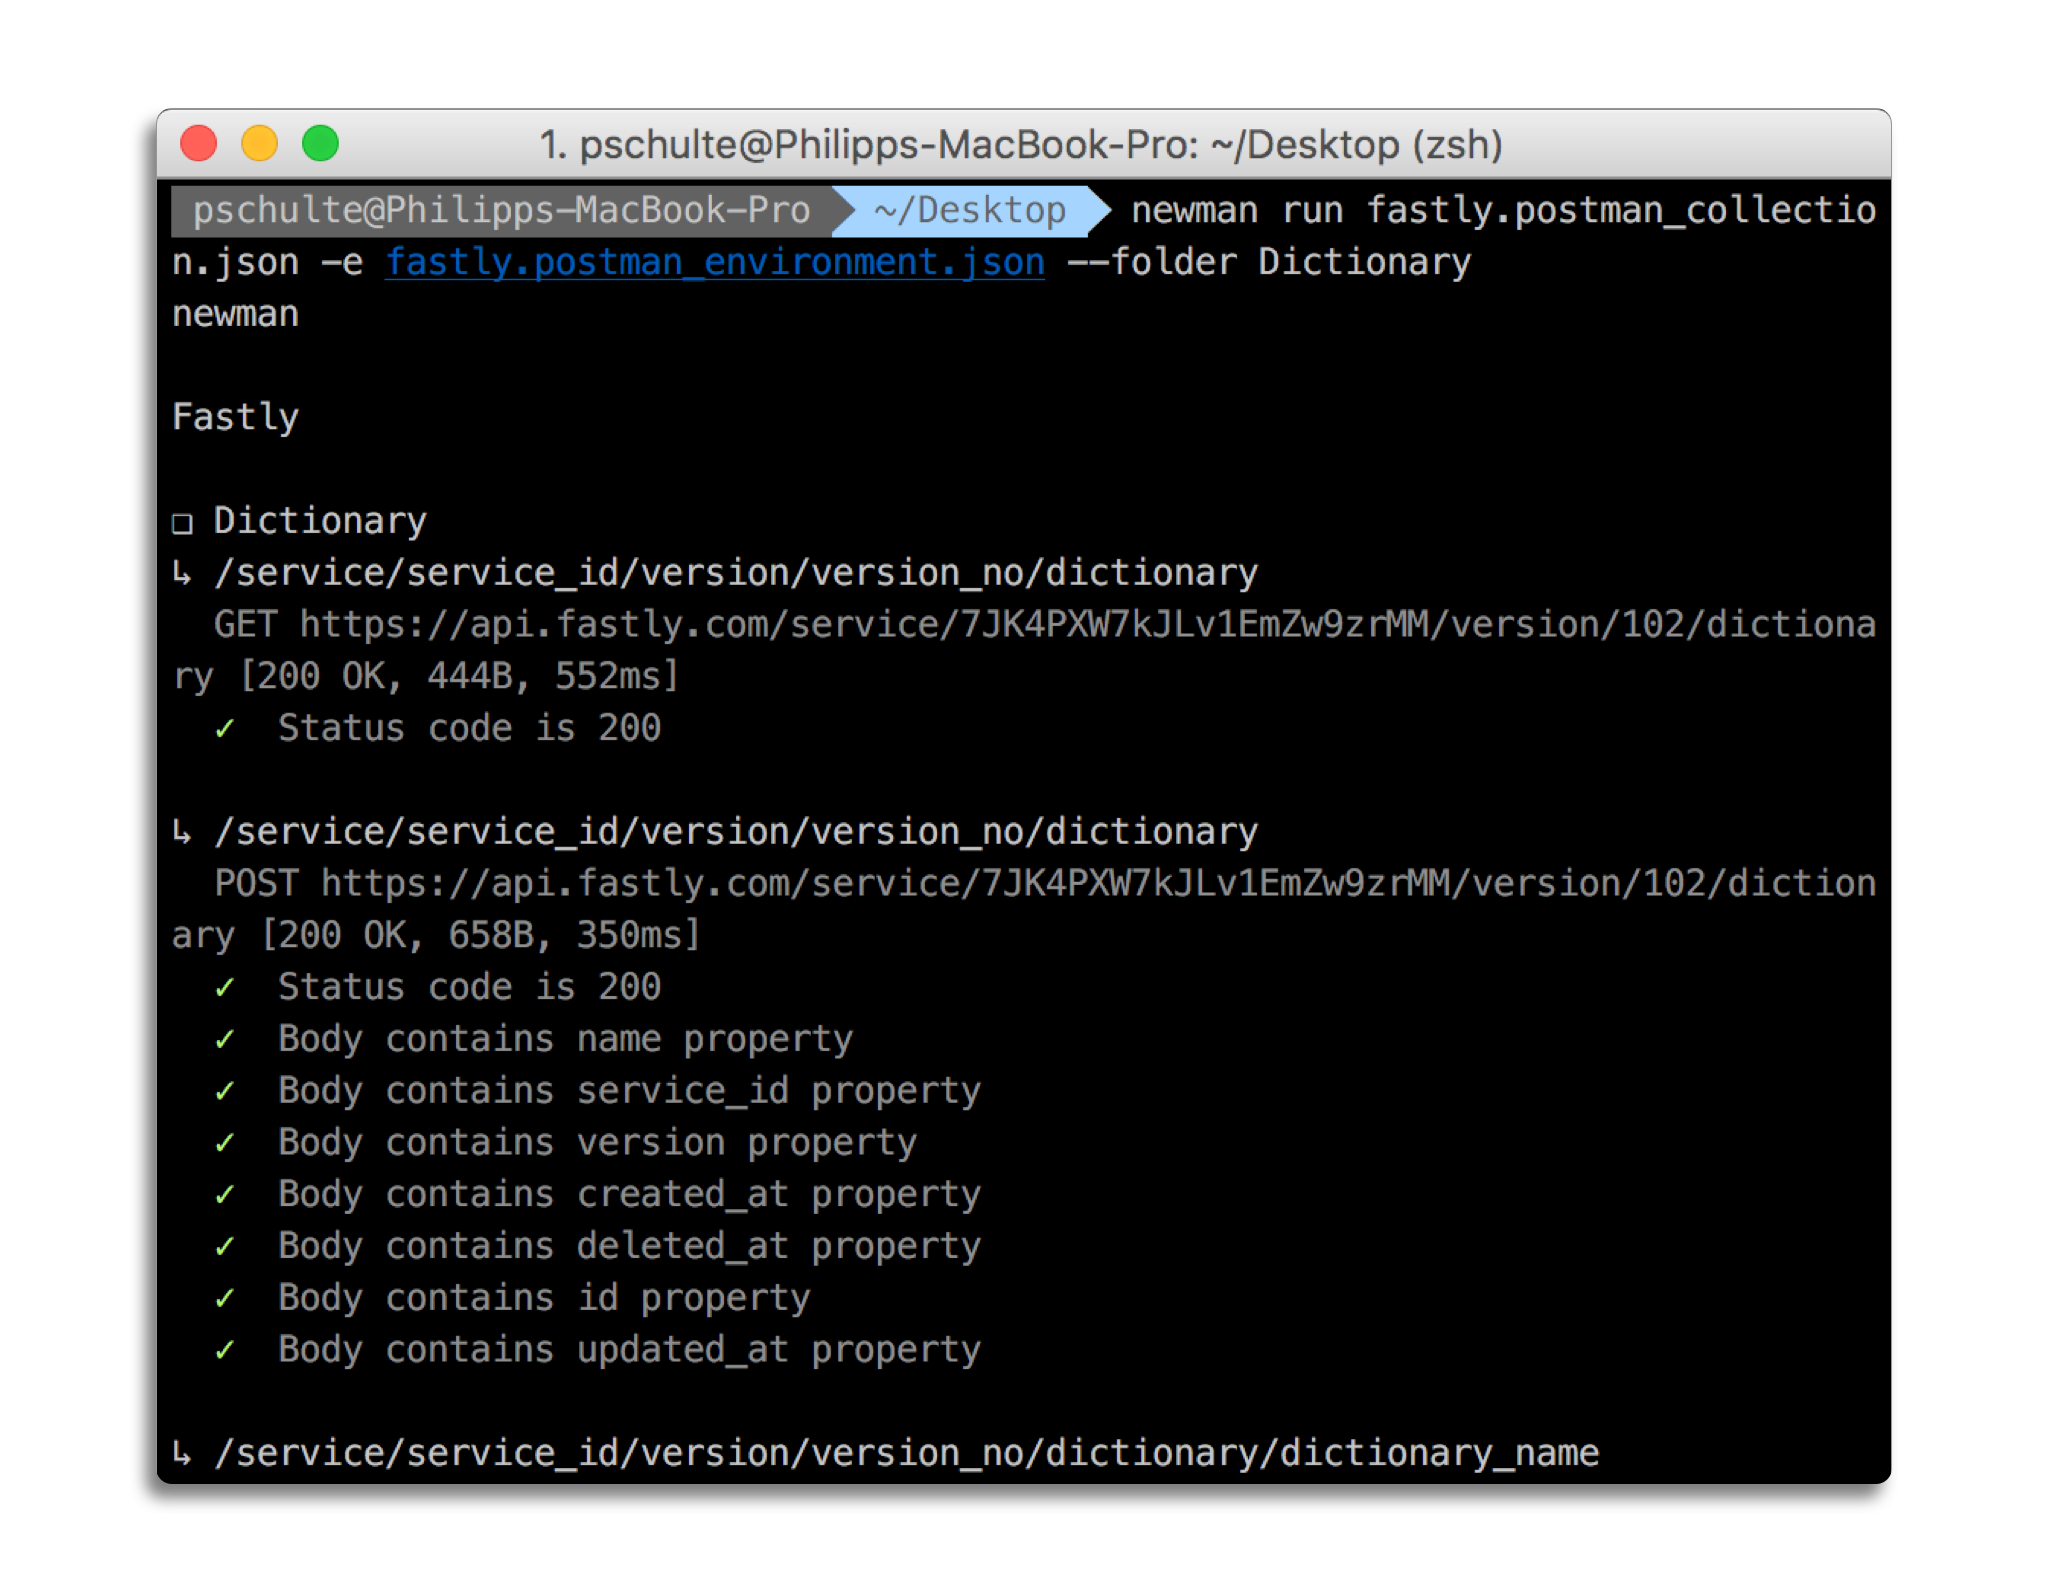 1. pschulte@Philipps-MacBook-Pro: ~/Desktop (zsh)
pschulte@Philipps-MacBook-Pro ~/Desktop newman run fastly.postman_collectio
n.json -e fastly.postman_environment.json --folder Dictionary
newman
Fastly
❏ Dictionary
↳ /service/service_id/version/version_no/dictionary
GET https://api.fastly.com/service/7JK4PXW7kJLv1EmZw9zrMM/version/102/dictiona
ry [200 OK, 444B, 552ms]
✓ Status code is 200
↳ /service/service_id/version/version_no/dictionary
POST https://api.fastly.com/service/7JK4PXW7kJLv1EmZw9zrMM/version/102/diction
ary [200 OK, 658B, 350ms]
✓ Status code is 200
✓ Body contains name property
✓ Body contains service_id property
✓ Body contains version property
✓ Body contains created_at property
✓ Body contains deleted_at property
✓ Body contains id property
✓ Body contains updated_at property
↳ /service/service_id/version/version_no/dictionary/dictionary_name